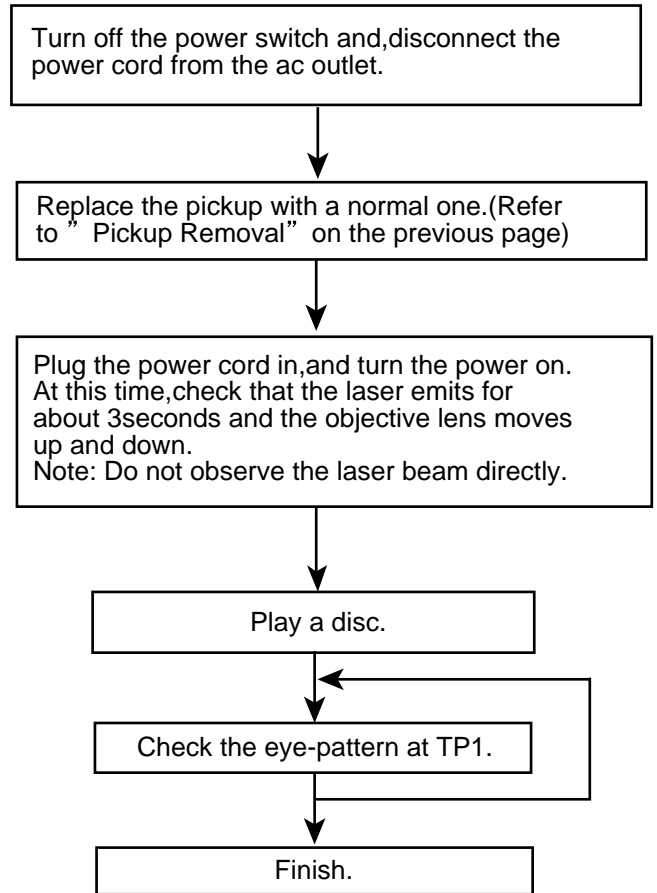 Turn off the power switch and,disconnect the
power cord from the ac outlet.
Replace the pickup with a normal one.(Refer
to ” Pickup Removal” on the previous page)
Plug the power cord in,and turn the power on.
At this time,check that the laser emits for
about 3seconds and the objective lens moves
up and down.
Note: Do not observe the laser beam directly.
Play a disc.
Check the eye-pattern at TP1.
Finish.